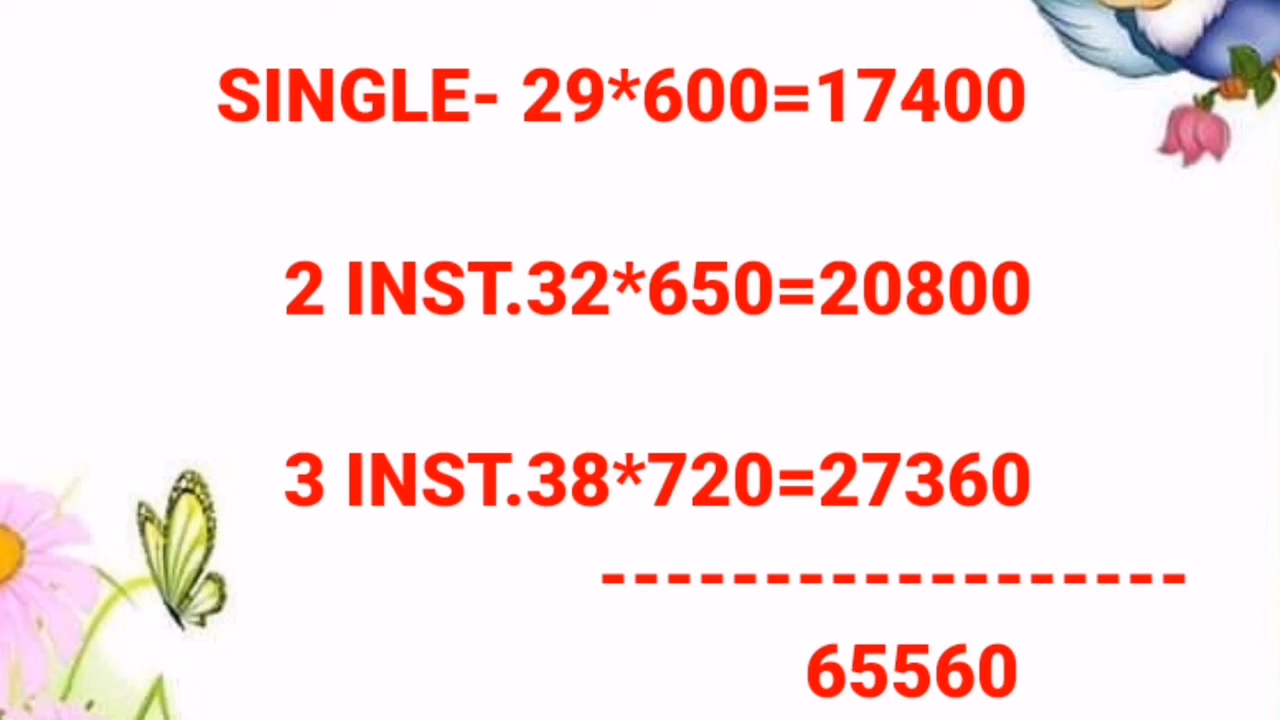 SINGLE- 29*600=17400
2 INST.32*650=20800
3 INST.38*720=27360
------------------
65560